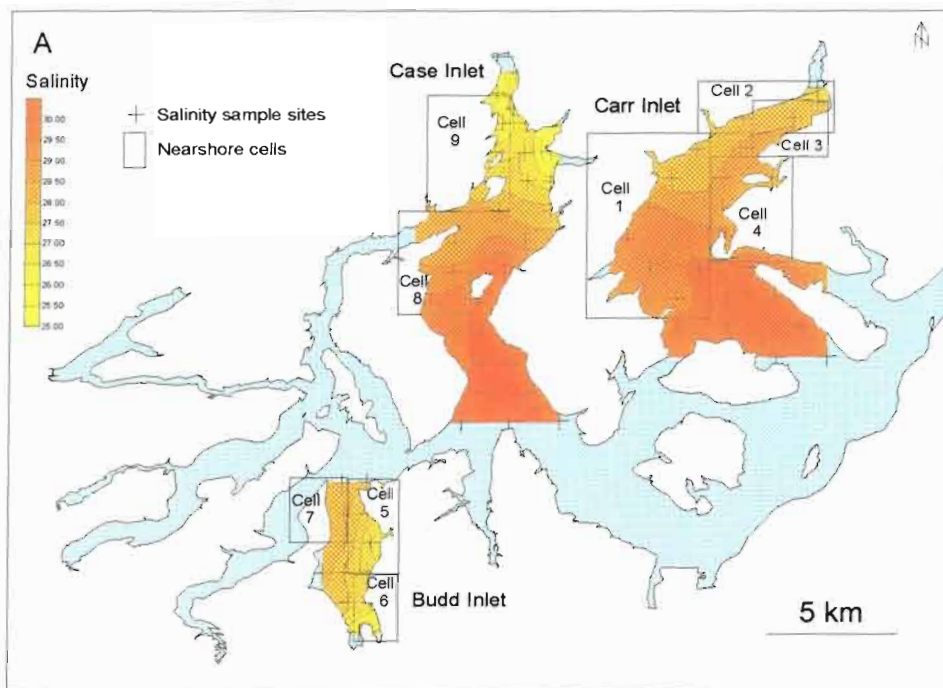 A
Salinity
30 00
29 50
29 00
28 50
28 00
27 50
27 00
26 50
26 00
25 50
25 00
Salinity sample sites
Nearshore cells
Case Inlet
Cell
9
Cell
8
Carr Inlet
Cell 2
Cell 3
Cell
1
Cell
4
Cell
7
Cell
5
Cell
6
Budd Inlet
5 km
N